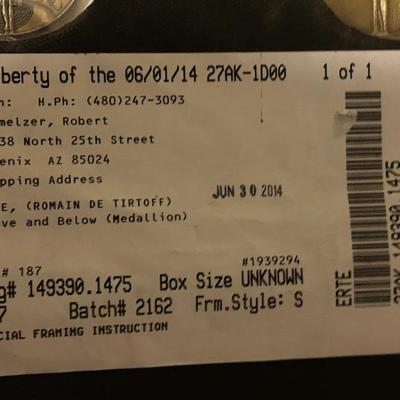 berty of the 06/01/14 27AK-1D00 1 of 1
n: H.Ph: (480)247-3093
melzer, Robert
38 North 25th Street
enix AZ 85024
pping Address
JUN 30 2014
E, (ROMAIN DE TIRTOFF)
ve and Below (Medallion)
# 187 #1939294
g# 149390.1475 Box Size UNKNOWN
7 Batch# 2162 Frm.Style: S
CIAL FRAMING INSTRUCTION
ERTE
27AK 149390.1475